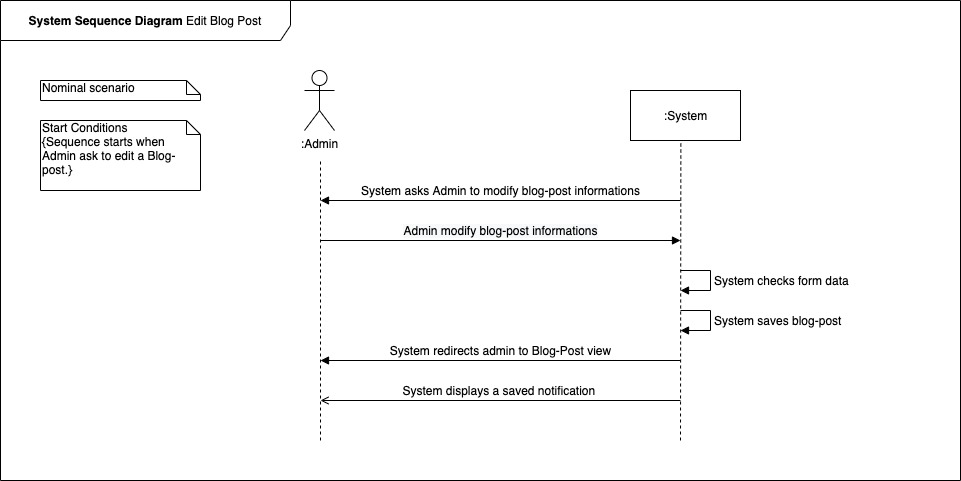 System Sequence Diagram Edit Blog Post
Nominal scenario
Start Conditions
{Sequence starts when
Admin ask to edit a Blog-
post.}
:Admin
:System
System asks Admin to modify blog-post informations
Admin modify blog-post informations
System checks form data
System saves blog-post
System redirects admin to Blog-Post view
System displays a saved notification